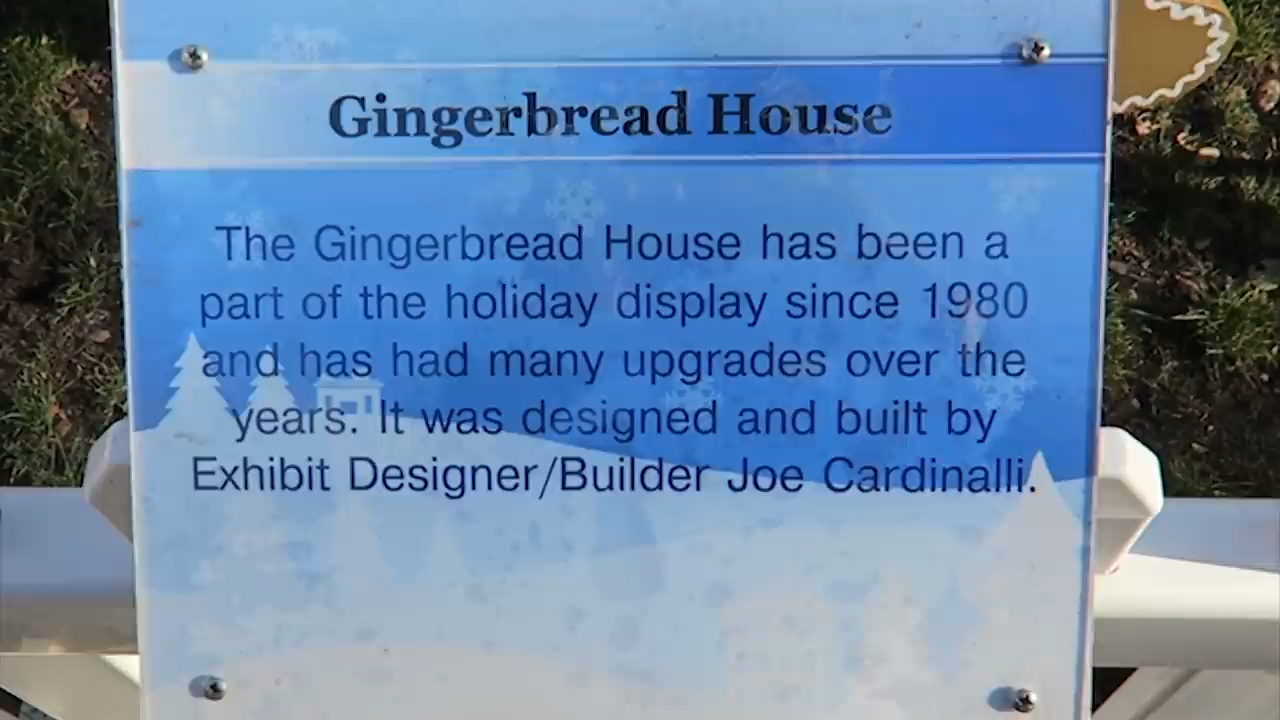 Gingerbread House
The Gingerbread House has been a
part of the holiday display since 1980
and has had many upgrades over the
years. It was designed and built by
Exhibit Designer/Builder Joe Cardinalli.